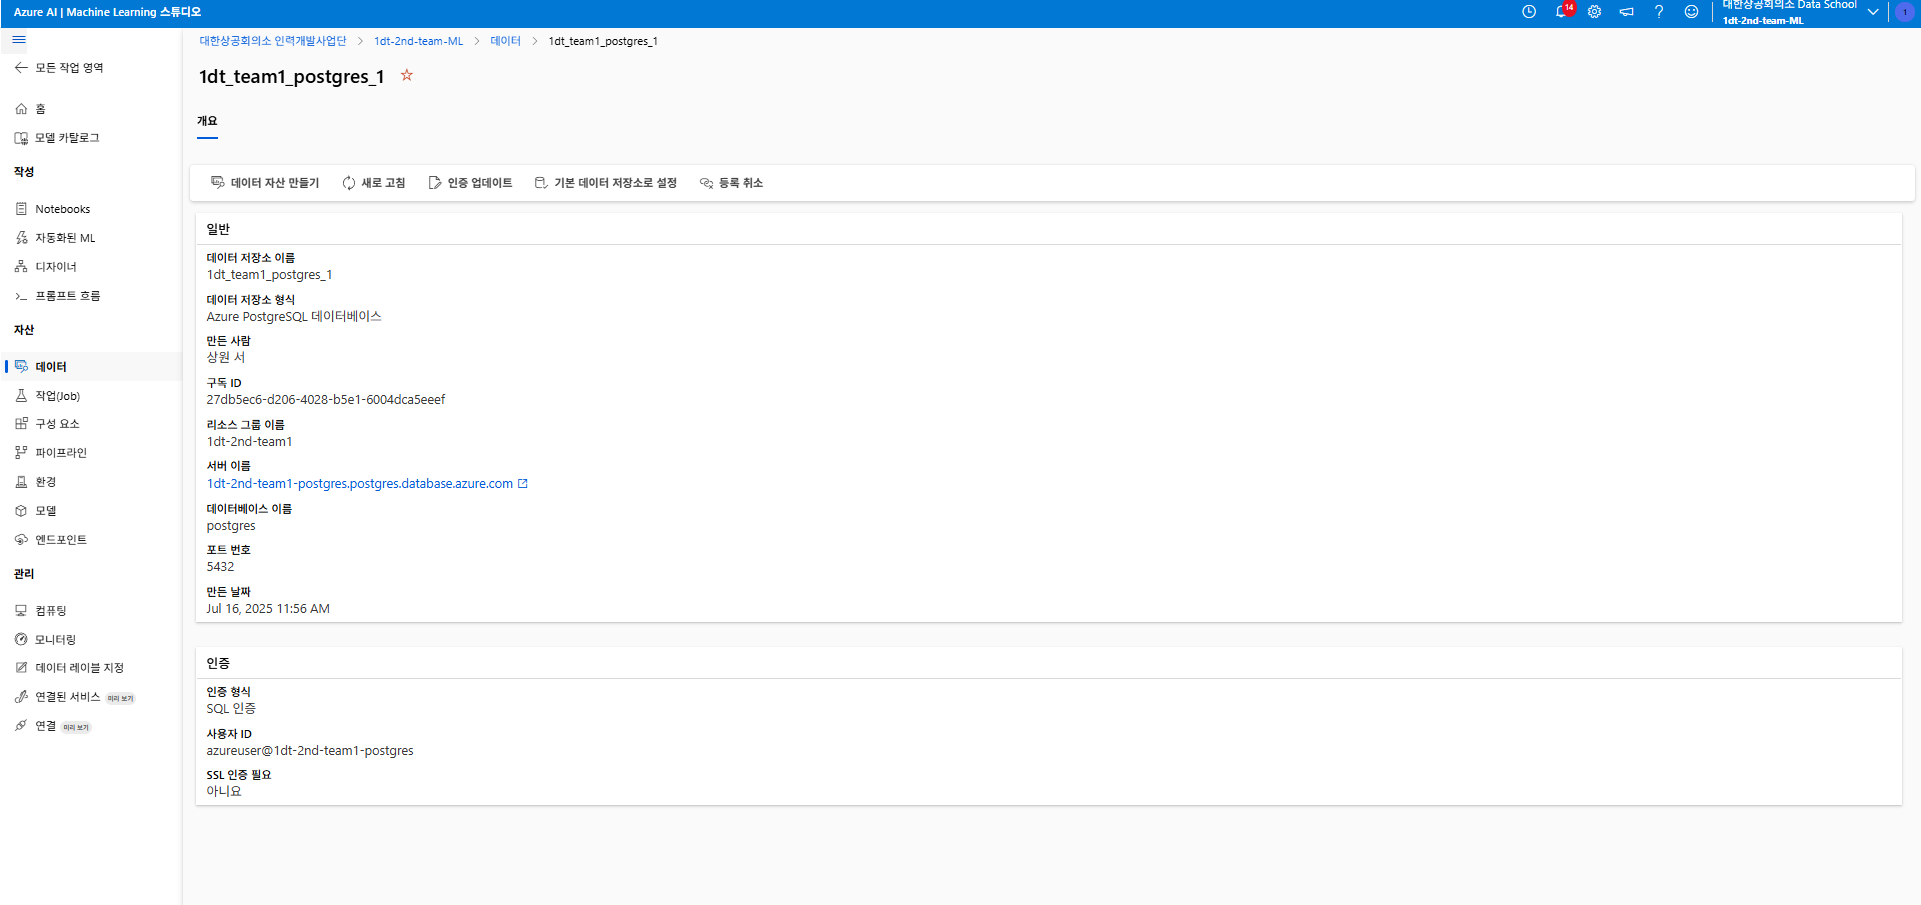 Azure AI | Machine Learning 스튜디오
14
대한상공회의소 Data School
1dt-2nd-team-ML
1
모든 작업 영역
홈
모델 카탈로그
작성
Notebooks
자동화된 ML
디자이너
프롬프트 흐름
자산
데이터
작업(Job)
구성 요소
파이프라인
환경
모델
엔드포인트
관리
컴퓨팅
모니터링
데이터 레이블 지정
연결된 서비스 미리 보기
연결 미리 보기
대한상공회의소 인력개발사업단 > 1dt-2nd-team-ML > 데이터 > 1dt_team1_postgres_1
1dt_team1_postgres_1
개요
데이터 자산 만들기 새로 고침 인증 업데이트 기본 데이터 저장소로 설정 등록 취소
일반
데이터 저장소 이름
1dt_team1_postgres_1
데이터 저장소 형식
Azure PostgreSQL 데이터베이스
만든 사람
상원 서
구독 ID
27db5ec6-d206-4028-b5e1-6004dca5eeef
리소스 그룹 이름
1dt-2nd-team1
서버 이름
1dt-2nd-team1-postgres.postgres.database.azure.com
데이터베이스 이름
postgres
포트 번호
5432
만든 날짜
Jul 16, 2025 11:56 AM
인증
인증 형식
SQL 인증
사용자 ID
azureuser@1dt-2nd-team1-postgres
SSL 인증 필요
아니요